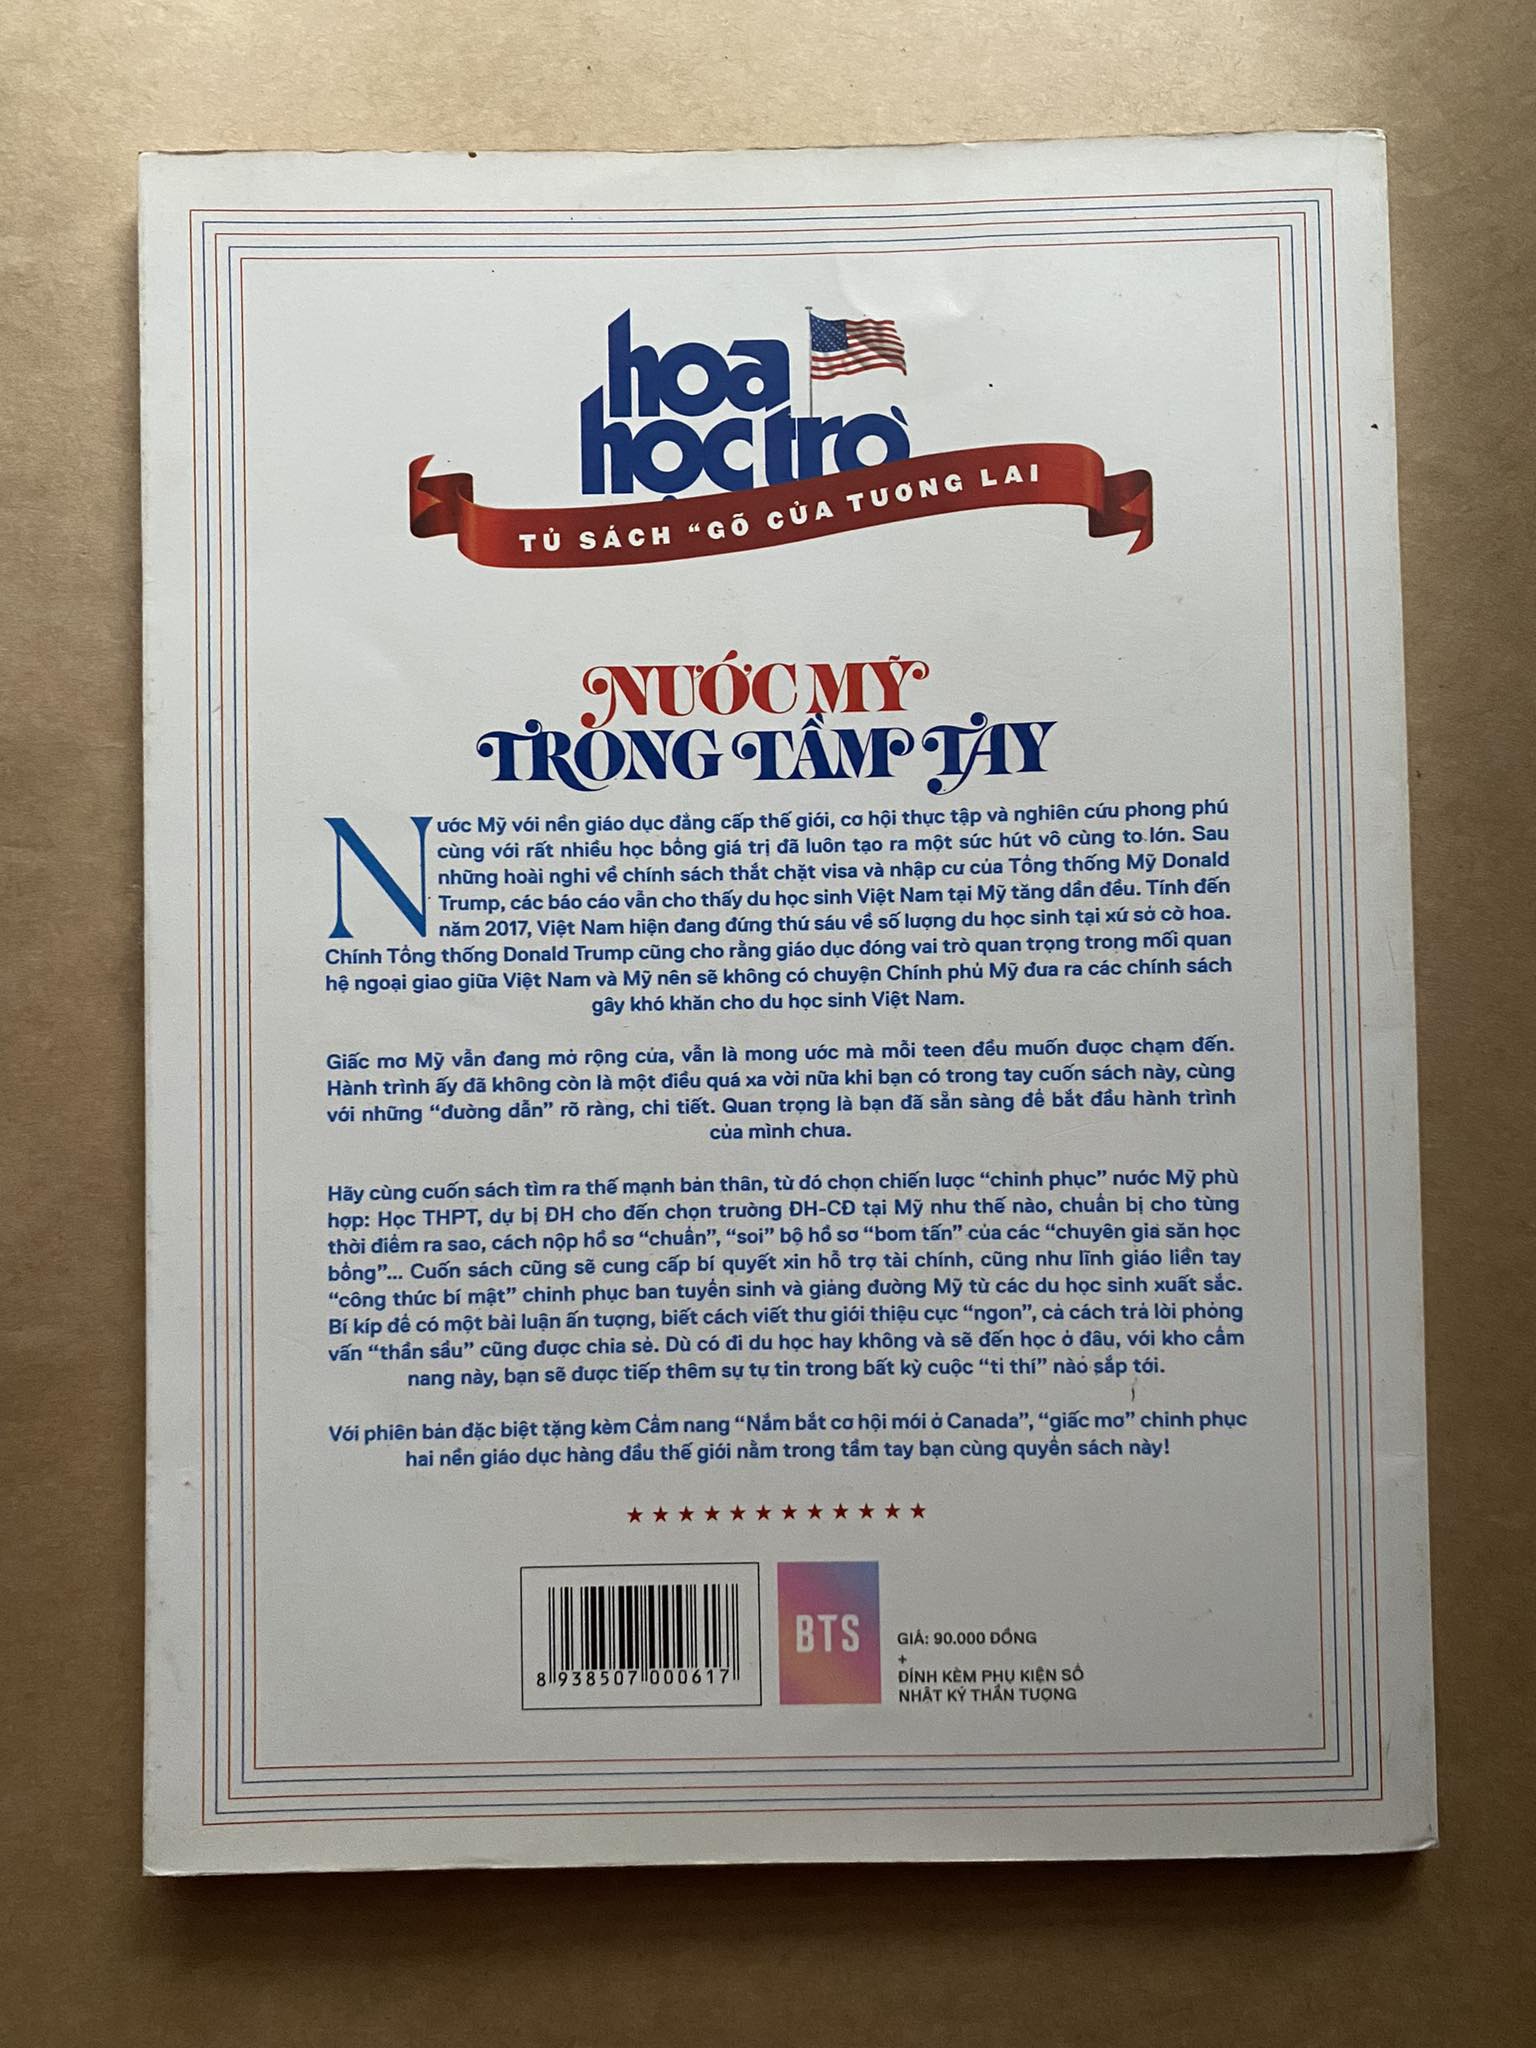 hoa
học trò
TỦ SÁCH “GÕ CỬA TƯƠNG LAI
NƯỚC MỸ
TRONG TẦM TAY
Nước Mỹ với nền giáo dục đẳng cấp thế giới, cơ hội thực tập và nghiên cứu phong phú
cùng với rất nhiều học bổng giá trị đã luôn tạo ra một sức hút vô cùng to lớn. Sau
những hoài nghi về chính sách thắt chặt visa và nhập cư của Tổng thống Mỹ Donald
Trump, các báo cáo vẫn cho thấy du học sinh Việt Nam tại Mỹ tăng dần đều. Tính đến
năm 2017, Việt Nam hiện đang đứng thứ sáu về số lượng du học sinh tại xứ sở cờ hoa.
Chính Tổng thống Donald Trump cũng cho rằng giáo dục đóng vai trò quan trọng trong mối quan
hệ ngoại giao giữa Việt Nam và Mỹ nên sẽ không có chuyện Chính phủ Mỹ đưa ra các chính sách
gây khó khăn cho du học sinh Việt Nam.
Giấc mơ Mỹ vẫn đang mở rộng cửa, vẫn là mong ước mà mỗi teen đều muốn được chạm đến.
Hành trình ấy đã không còn là một điều quá xa vời nữa khi bạn có trong tay cuốn sách này, cùng
với những “đường dẫn” rõ ràng, chi tiết. Quan trọng là bạn đã sẵn sàng để bắt đầu hành trình
của mình chưa.
Hãy cùng cuốn sách tìm ra thế mạnh bản thân, từ đó chọn chiến lược “chinh phục” nước Mỹ phù
hợp: Học THPT, dự bị ĐH cho đến chọn trường ĐH-CĐ tại Mỹ như thế nào, chuẩn bị cho từng
thời điểm ra sao, cách nộp hồ sơ “chuẩn”, “soi” bộ hồ sơ “bom tấn” của các “chuyên gia săn học
bổng”... Cuốn sách cũng sẽ cung cấp bí quyết xin hỗ trợ tài chính, cũng như lĩnh giáo liền tay
“công thức bí mật” chinh phục ban tuyển sinh và giảng đường Mỹ từ các du học sinh xuất sắc.
Bí kíp để có một bài luận ấn tượng, biết cách viết thư giới thiệu cực “ngon”, cả cách trả lời phỏng
vấn “thần sầu” cũng được chia sẻ. Dù có đi du học hay không và sẽ đến học ở đâu, với kho cẩm
nang này, bạn sẽ được tiếp thêm sự tự tin trong bất kỳ cuộc “ti thí” nào sắp tới.
Với phiên bản đặc biệt tặng kèm Cẩm nang “Nắm bắt cơ hội mới ở Canada”, “giấc mơ” chinh phục
hai nền giáo dục hàng đầu thế giới nằm trong tầm tay bạn cùng quyển sách này!
8 938507 000617
BTS
GIÁ: 90.000 ĐỒNG
+
ĐÍNH KÈM PHỤ KIỆN SỔ
NHẬT KÝ THẦN TƯỢNG